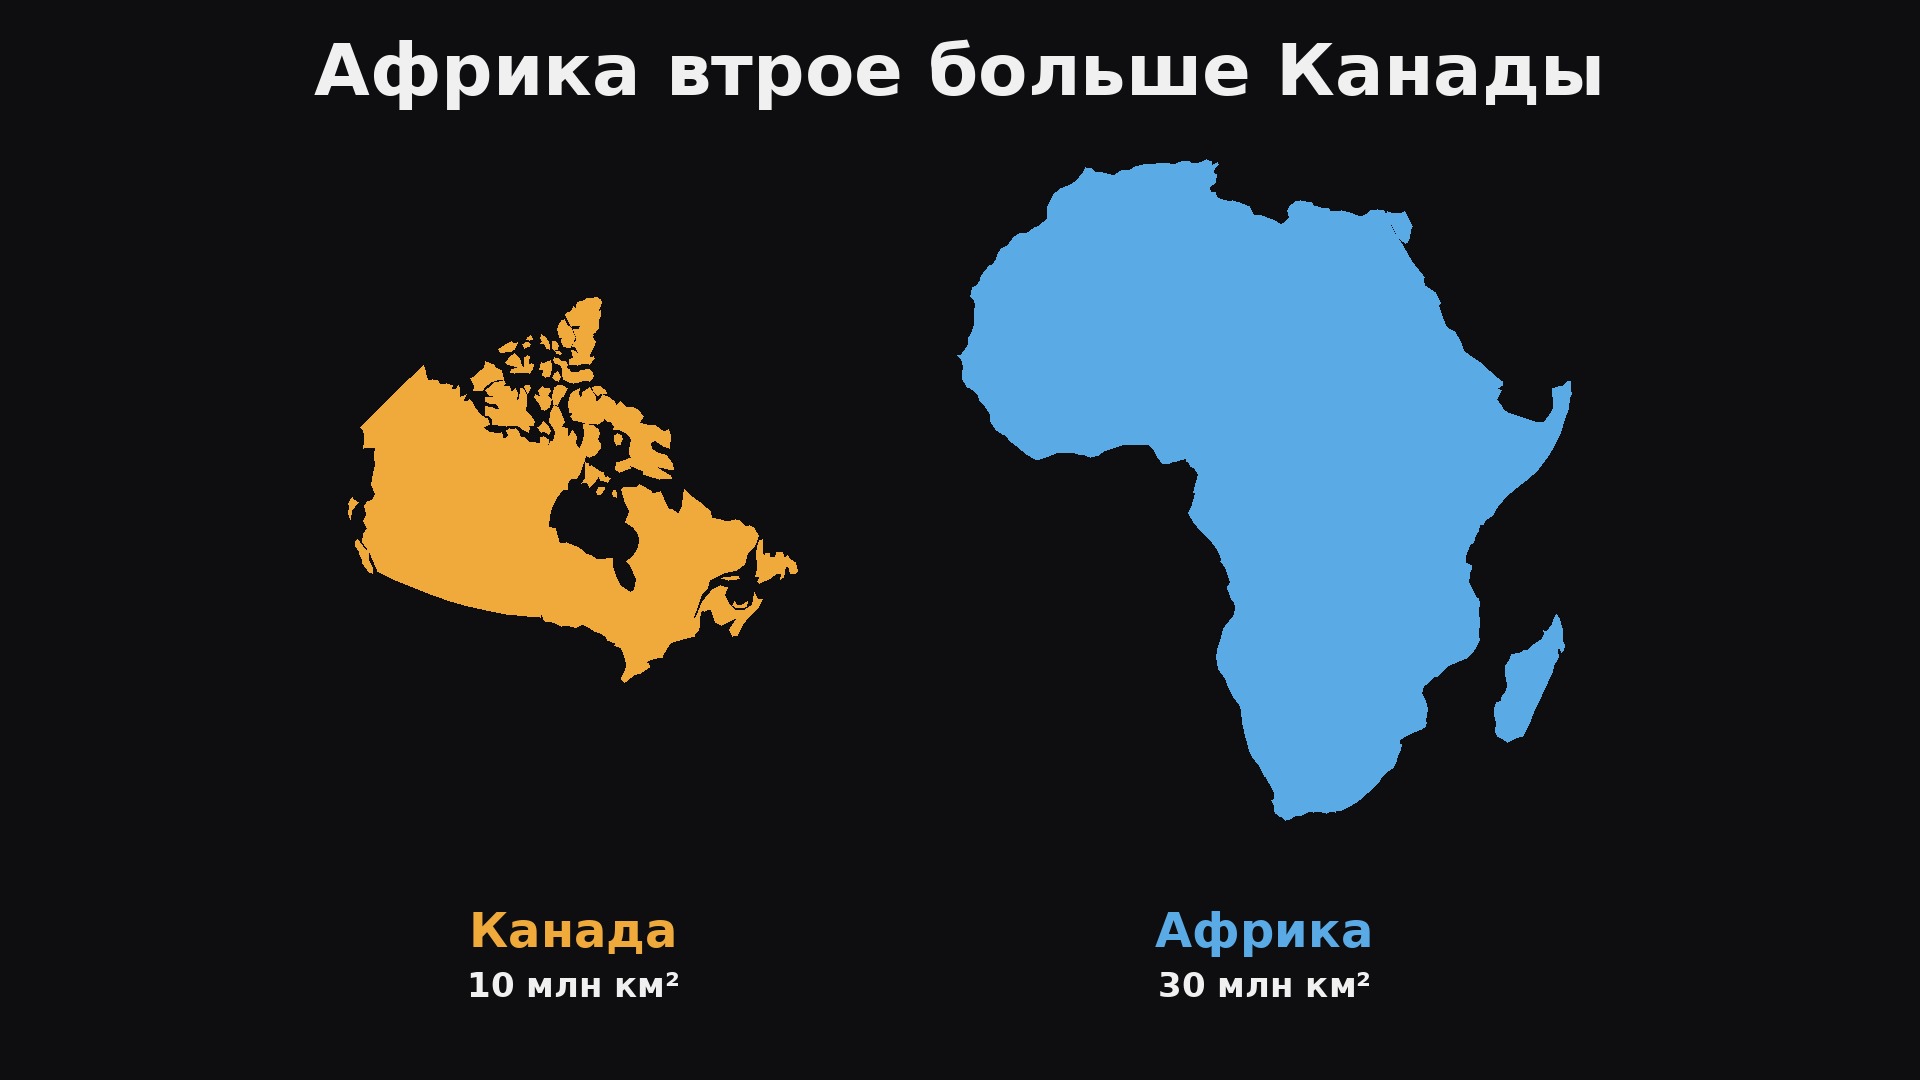 Африка втрое больше Канады
Канада
10 млн км²
Африка
30 млн км²